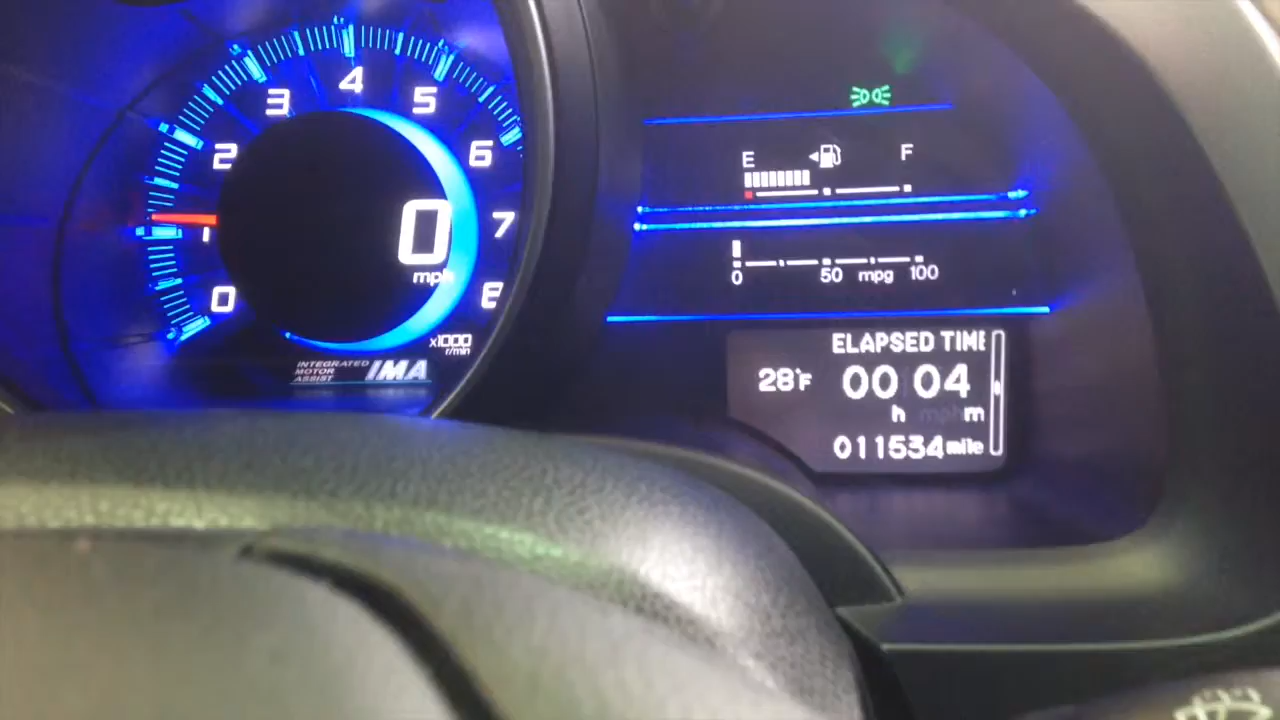 0
1
2
3
4
5
6
7
8
0
mph
x1000
r/min
INTEGRATED
MOTOR
ASSIST
IMA
E F
0 50 mpg 100
ELAPSED TIME
28°F 00 04
h m
011534 mile